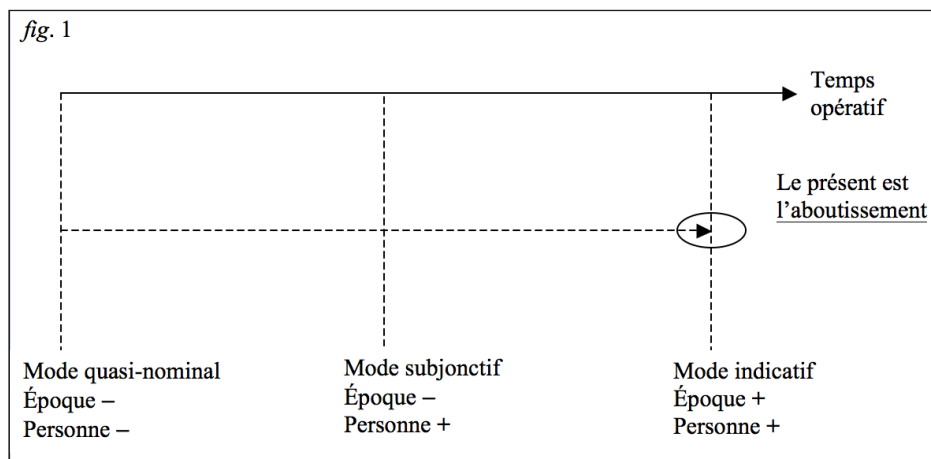 fig. 1
Temps
opératif
Le présent est
l’aboutissement
Mode quasi-nominal
Époque –
Personne –
Mode subjonctif
Époque –
Personne +
Mode indicatif
Époque +
Personne +